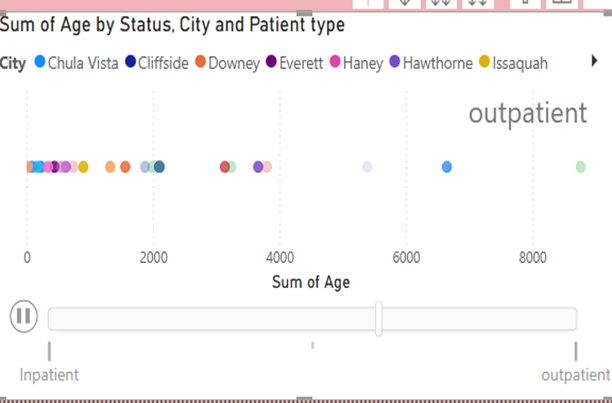 Sum of Age by Status, City and Patient type
City Chula Vista Cliffside Downey Everett Haney Hawthorne Issaquah
outpatient
0 2000 4000 6000 8000
Sum of Age
Inpatient outpatient